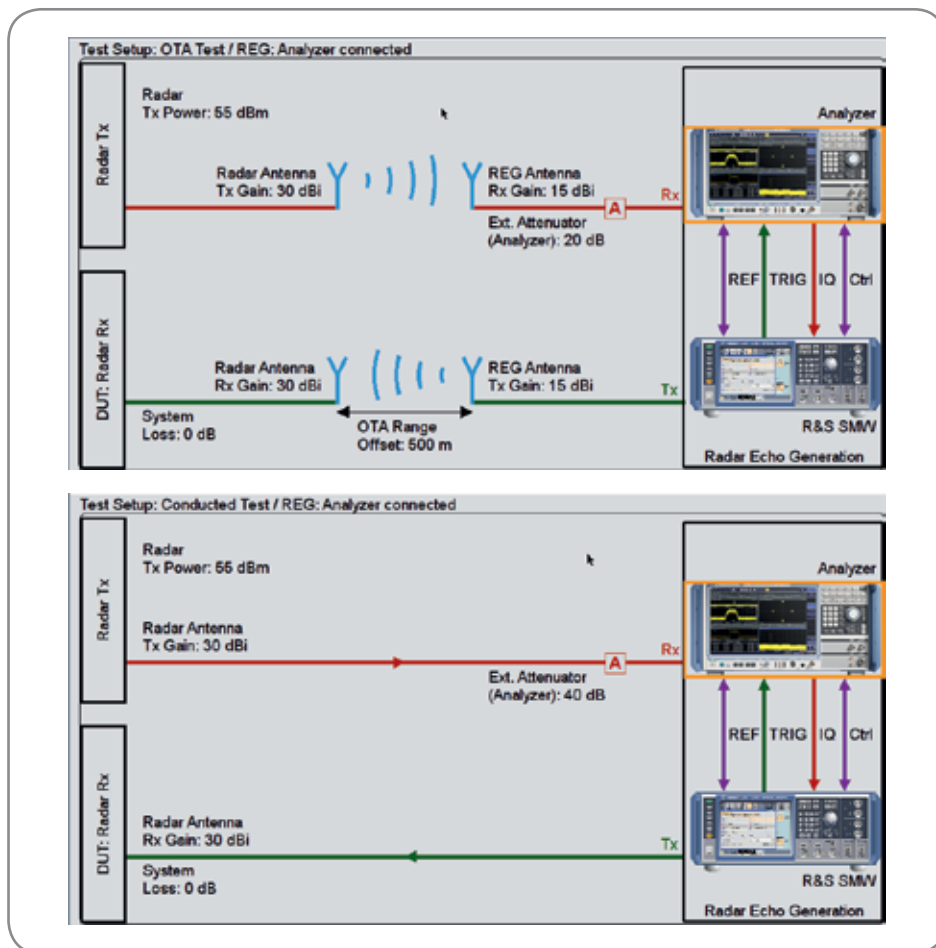 Test Setup: OTA Test / REG: Analyzer connected
Radar Tx
Radar
Tx Power: 55 dBm
Analyzer
Radar Antenna
Tx Gain: 30 dBi
REG Antenna
Rx Gain: 15 dBi
Rx
A
Ext. Attenuator
(Analyzer): 20 dB
REF TRIG IQ Ctrl
DUT: Radar Rx
Radar Antenna
Rx Gain: 30 dBi
REG Antenna
Tx Gain: 15 dBi
Tx
System
Loss: 0 dB
OTA Range
Offset: 500 m
R&S SMW
Radar Echo Generation
Test Setup: Conducted Test / REG: Analyzer connected
Radar Tx
Radar
Tx Power: 55 dBm
Analyzer
Radar Antenna
Tx Gain: 30 dBi
Rx
A
Ext. Attenuator
(Analyzer): 40 dB
REF TRIG IQ Ctrl
DUT: Radar Rx
Radar Antenna
Rx Gain: 30 dBi
Tx
System
Loss: 0 dB
R&S SMW
Radar Echo Generation